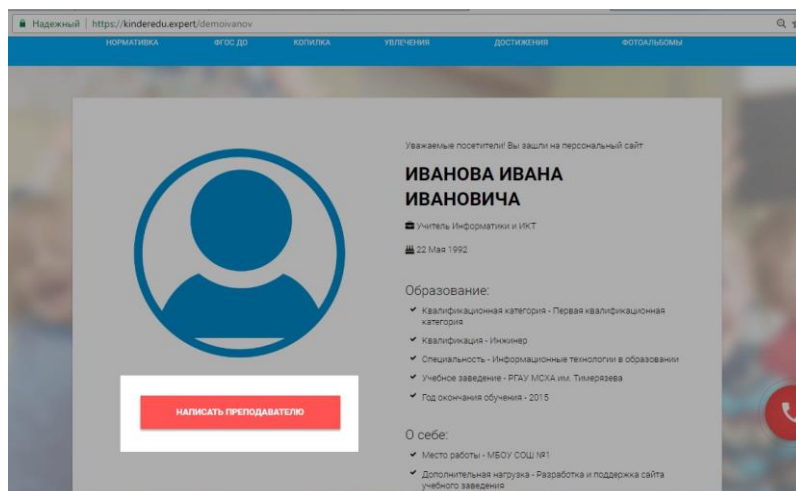 Надежный | https://kinderedu.expert/demoivanov
НОРМАТИВКА ФГОС ДО КОПИЛКА УВЛЕЧЕНИЯ ДОСТИЖЕНИЯ ФОТОАЛЬБОМЫ
Уважаемые посетители! Вы зашли на персональный сайт
ИВАНОВА ИВАНА
ИВАНОВИЧА
Учитель Информатики и ИКТ
22 Мая 1992
Образование:
Квалификационная категория - Первая квалификационная
категория
Квалификация - Инженер
Специальность - Информационные технологии в образовании
Учебное заведение - РГАУ МСХА им. Тимерязева
Год окончания обучения - 2015
НАПИСАТЬ ПРЕПОДАВАТЕЛЮ
О себе:
Место работы - МБОУ СОШ №1
Дополнительная нагрузка - Разработка и поддержка сайта
учебного заведения